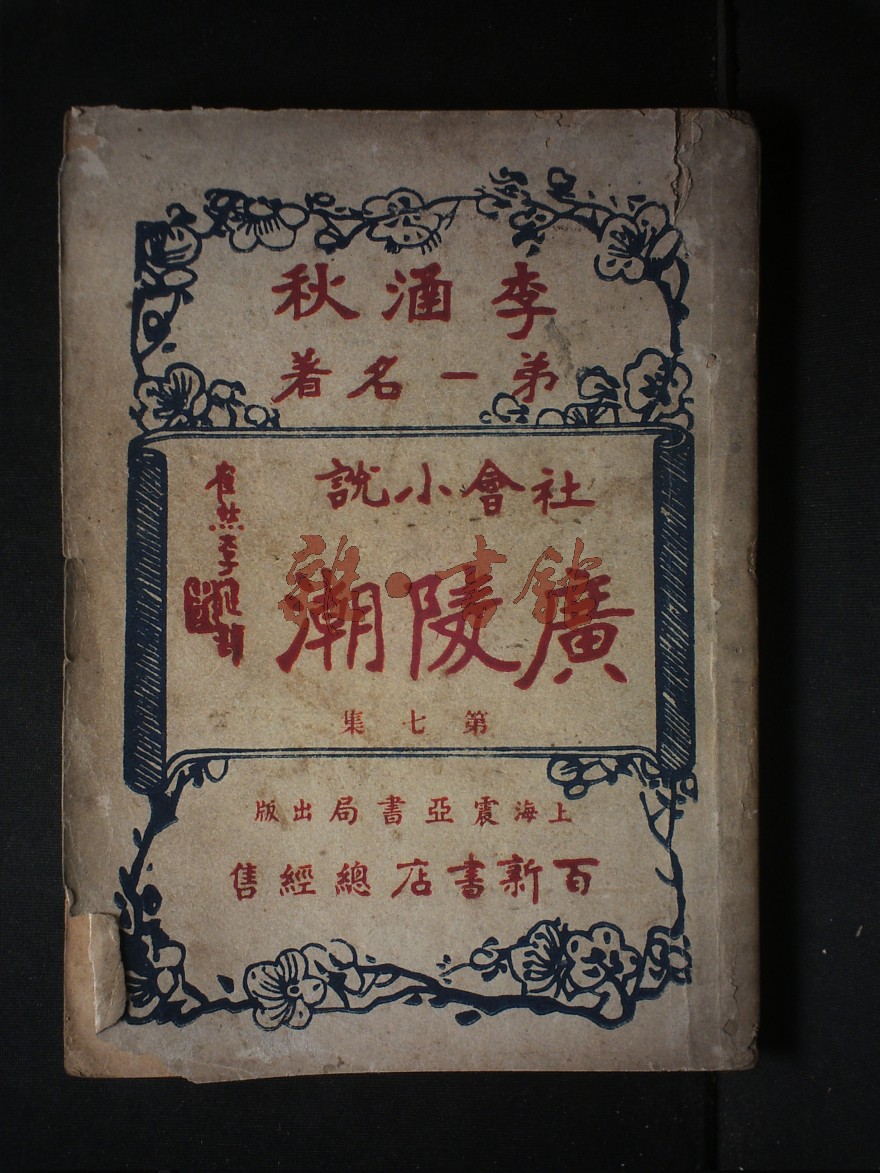 李涵秋
弟一名著
社會小說
廣陵潮
第七集
上海震亞書局出版
百新書店總經售